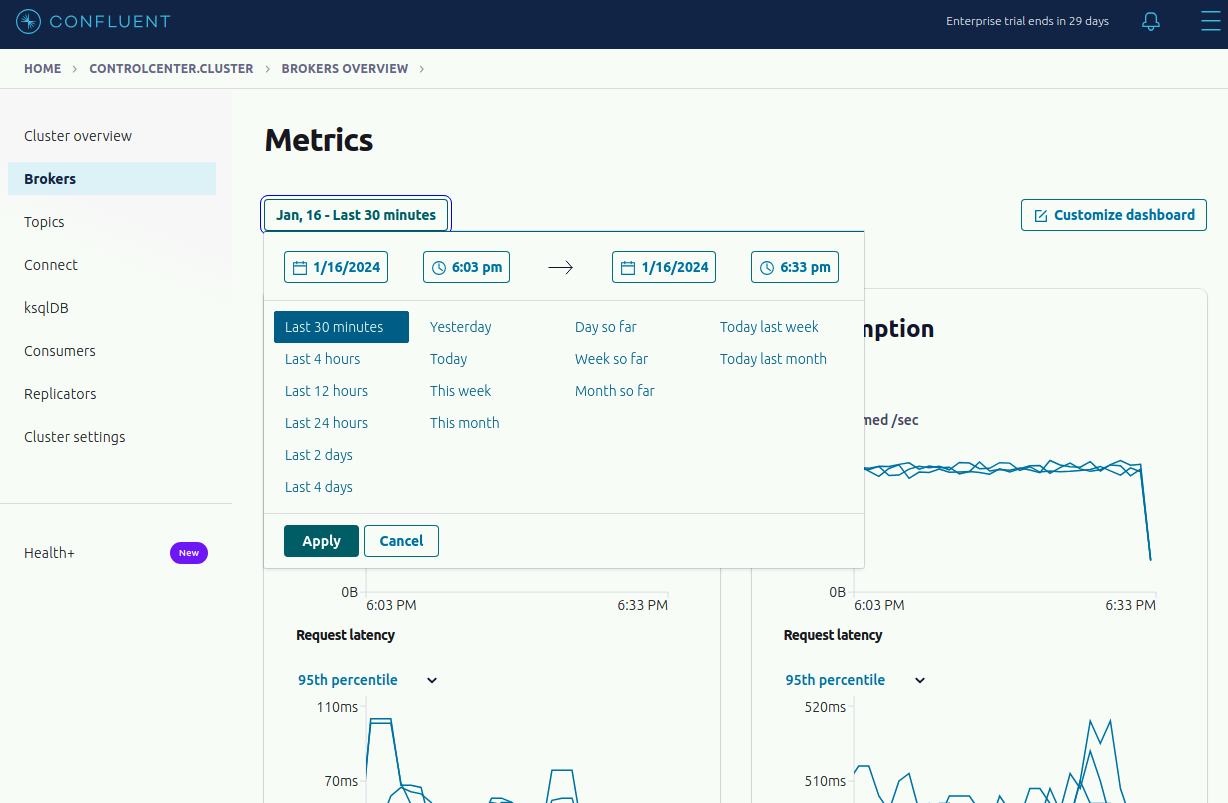 CONFLUENT
Enterprise trial ends in 29 days
HOME > CONTROLCENTER.CLUSTER > BROKERS OVERVIEW >
Cluster overview
Brokers
Topics
Connect
ksqlDB
Consumers
Replicators
Cluster settings
Health+ New
Metrics
Jan, 16 - Last 30 minutes
Customize dashboard
1/16/2024 6:03 pm → 1/16/2024 6:33 pm
Last 30 minutes Yesterday Day so far Today last week
Last 4 hours Today Week so far Today last month
Last 12 hours This week Month so far
Last 24 hours This month
Last 2 days
Last 4 days
Apply Cancel
0B
6:03 PM 6:33 PM
Request latency
95th percentile
110ms
70ms
mption
med /sec
0B
6:03 PM 6:33 PM
Request latency
95th percentile
520ms
510ms